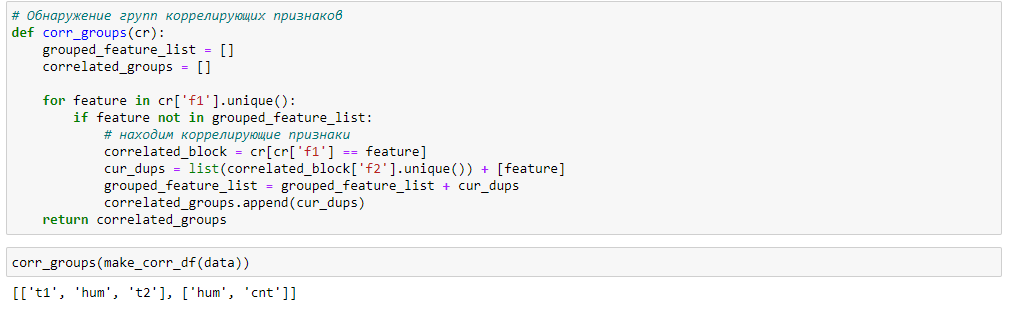 # Обнаружение групп коррелирующих признаков
def corr_groups(cr):
    grouped_feature_list = []
    correlated_groups = []

    for feature in cr['f1'].unique():
        if feature not in grouped_feature_list:
            # находим коррелирующие признаки
            correlated_block = cr[cr['f1'] == feature]
            cur_dups = list(correlated_block['f2'].unique()) + [feature]
            grouped_feature_list = grouped_feature_list + cur_dups
            correlated_groups.append(cur_dups)
    return correlated_groups
corr_groups(make_corr_df(data))
[['t1', 'hum', 't2'], ['hum', 'cnt']]